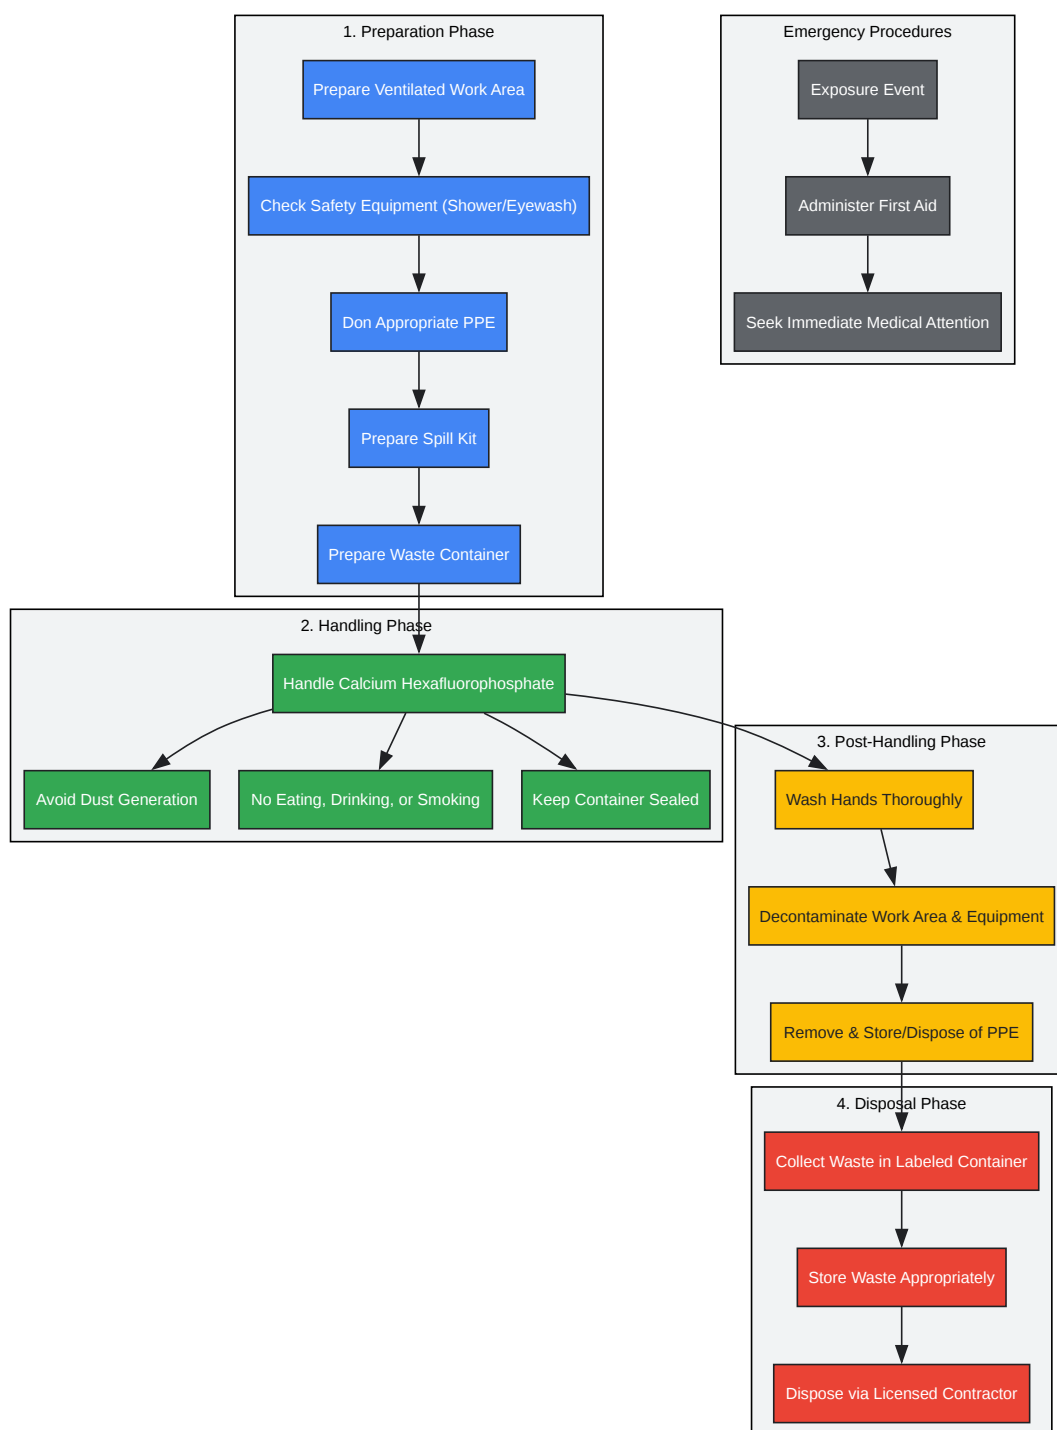 1. Preparation Phase
Prepare Ventilated Work Area
Check Safety Equipment (Shower/Eyewash)
Don Appropriate PPE
Prepare Spill Kit
Prepare Waste Container
Emergency Procedures
Exposure Event
Administer First Aid
Seek Immediate Medical Attention
2. Handling Phase
Handle Calcium Hexafluorophosphate
Avoid Dust Generation
No Eating, Drinking, or Smoking
Keep Container Sealed
3. Post-Handling Phase
Wash Hands Thoroughly
Decontaminate Work Area & Equipment
Remove & Store/Dispose of PPE
4. Disposal Phase
Collect Waste in Labeled Container
Store Waste Appropriately
Dispose via Licensed Contractor